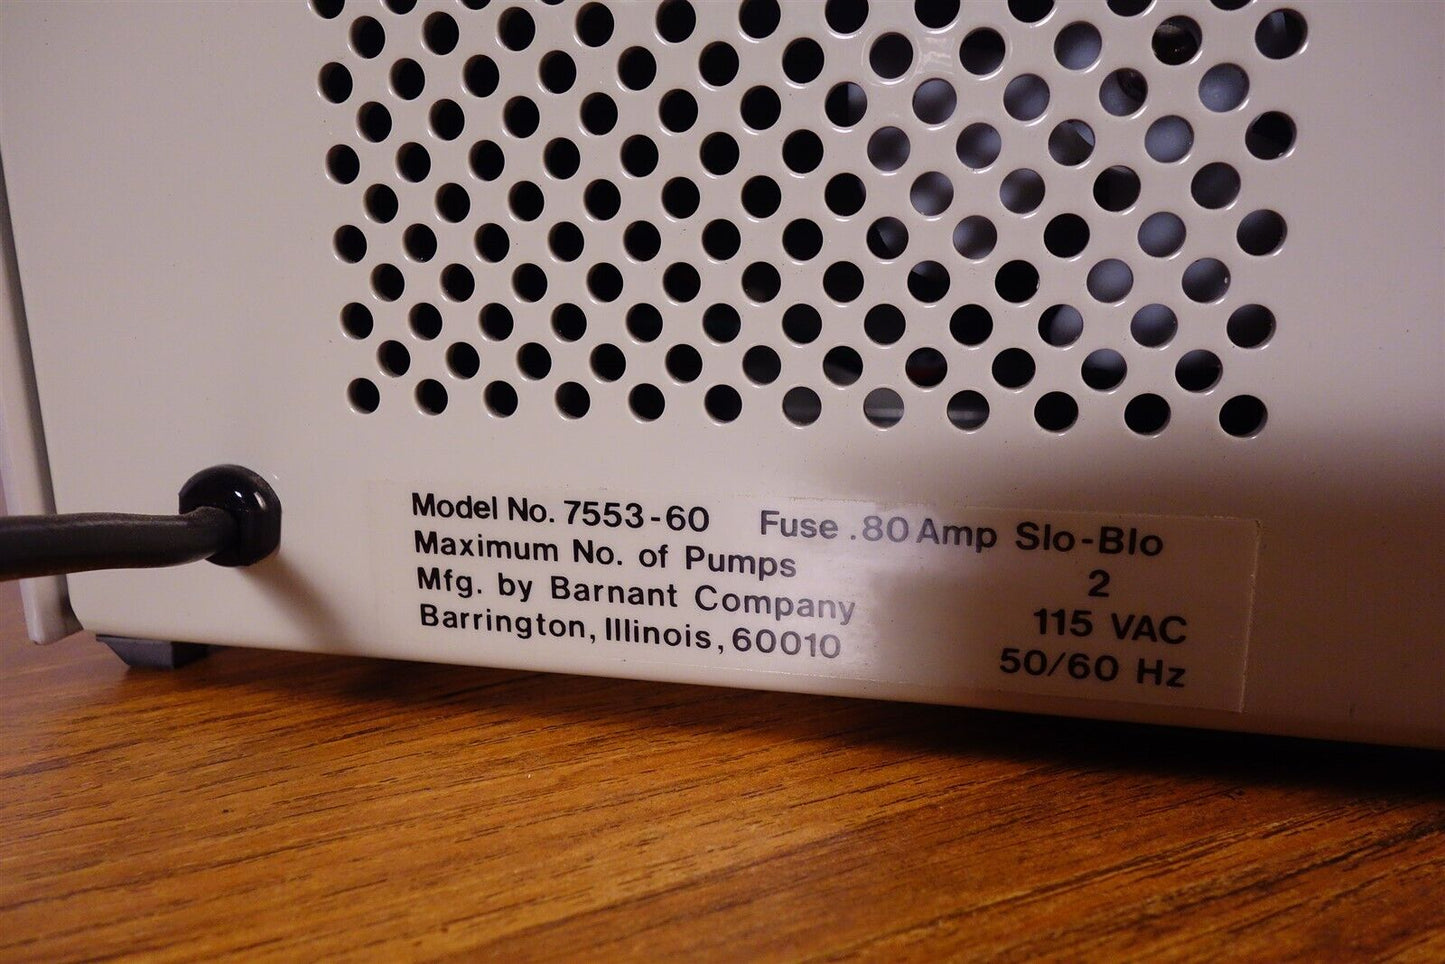 Model No. 7553-60 Fuse .80 Amp Slo-Blo
Maximum No. of Pumps 2
Mfg. by Barnant Company 115 VAC
Barrington, Illinois, 60010 50/60 Hz